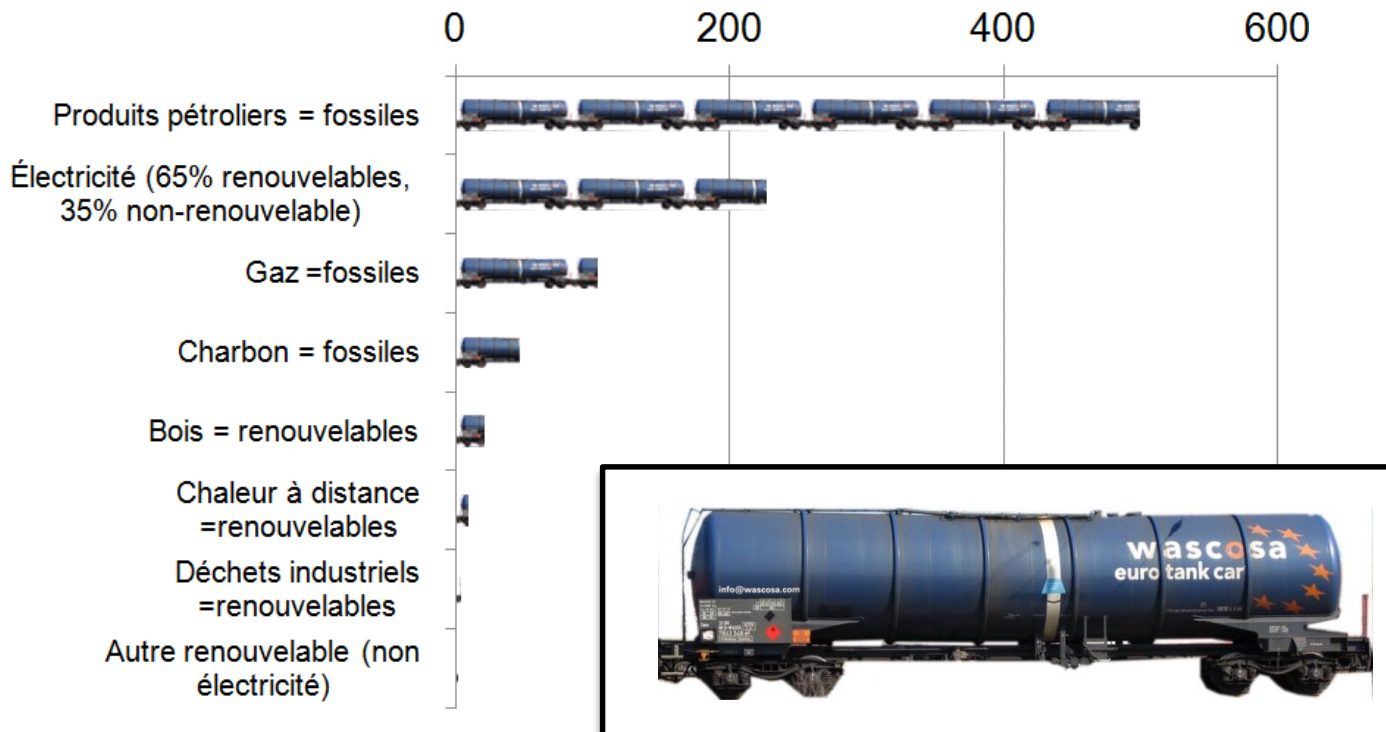 0 200 400 600
Produits pétroliers = fossiles
Électricité (65% renouvelables,
35% non-renouvelable)
Gaz =fossiles
Charbon = fossiles
Bois = renouvelables
Chaleur à distance
=renouvelables
Déchets industriels
=renouvelables
Autre renouvelable (non
électricité)
wascosa
euro tank car
info@wascosa.com